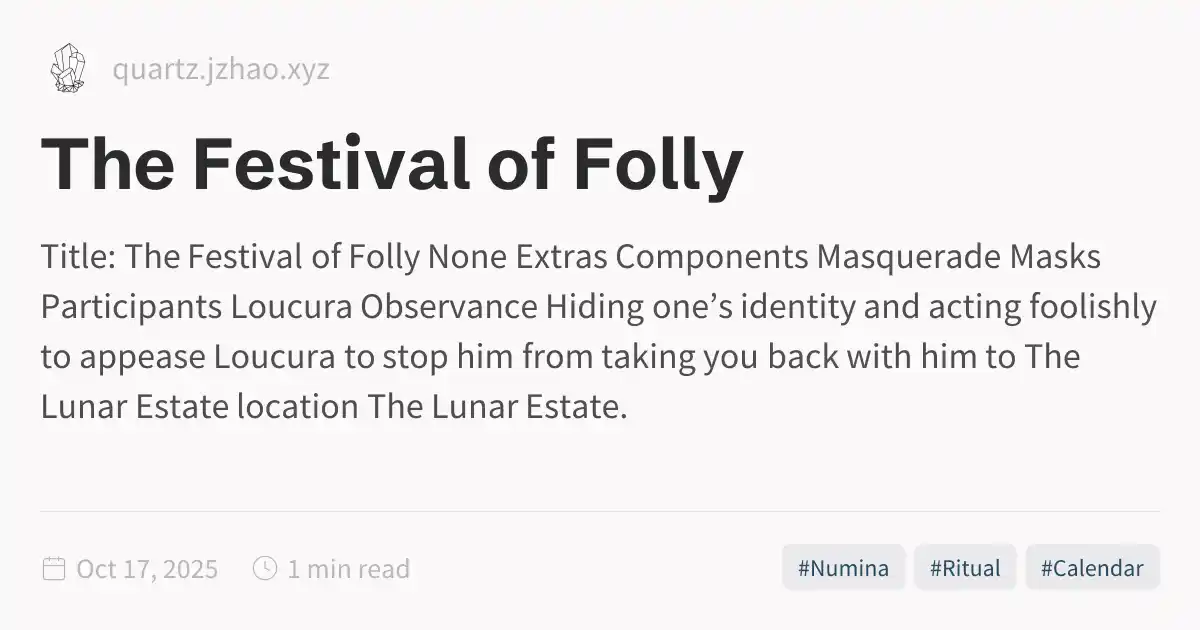 quartz.jzhao.xyz
The Festival of Folly
Title: The Festival of Folly None Extras Components Masquerade Masks
Participants Loucura Observance Hiding one’s identity and acting foolishly
to appease Loucura to stop him from taking you back with him to The
Lunar Estate location The Lunar Estate.
Oct 17, 2025 1 min read #Numina #Ritual #Calendar